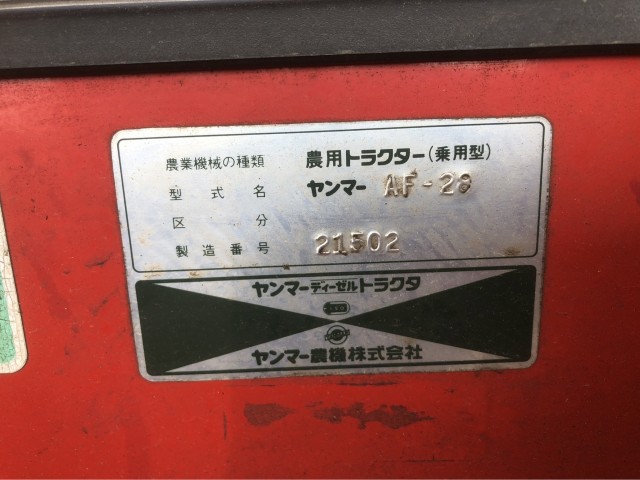 農業機械の種類 農用トラクター(乗用型)
型式名 ヤンマー AF-28
区分
製造番号 21502
ヤンマーディーゼルトラクタ
ヤンマー農機株式会社